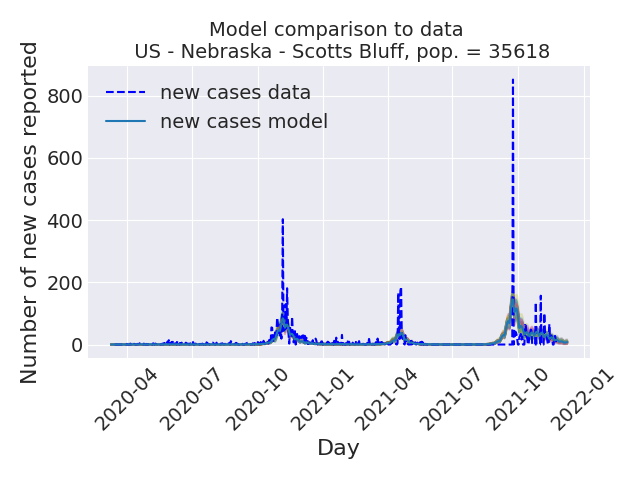 Model comparison to data
US - Nebraska - Scotts Bluff, pop. = 35618
new cases data
new cases model
Number of new cases reported
800
600
400
200
0
2020-04
2020-07
2020-10
2021-01
2021-04
2021-07
2021-10
2022-01
Day